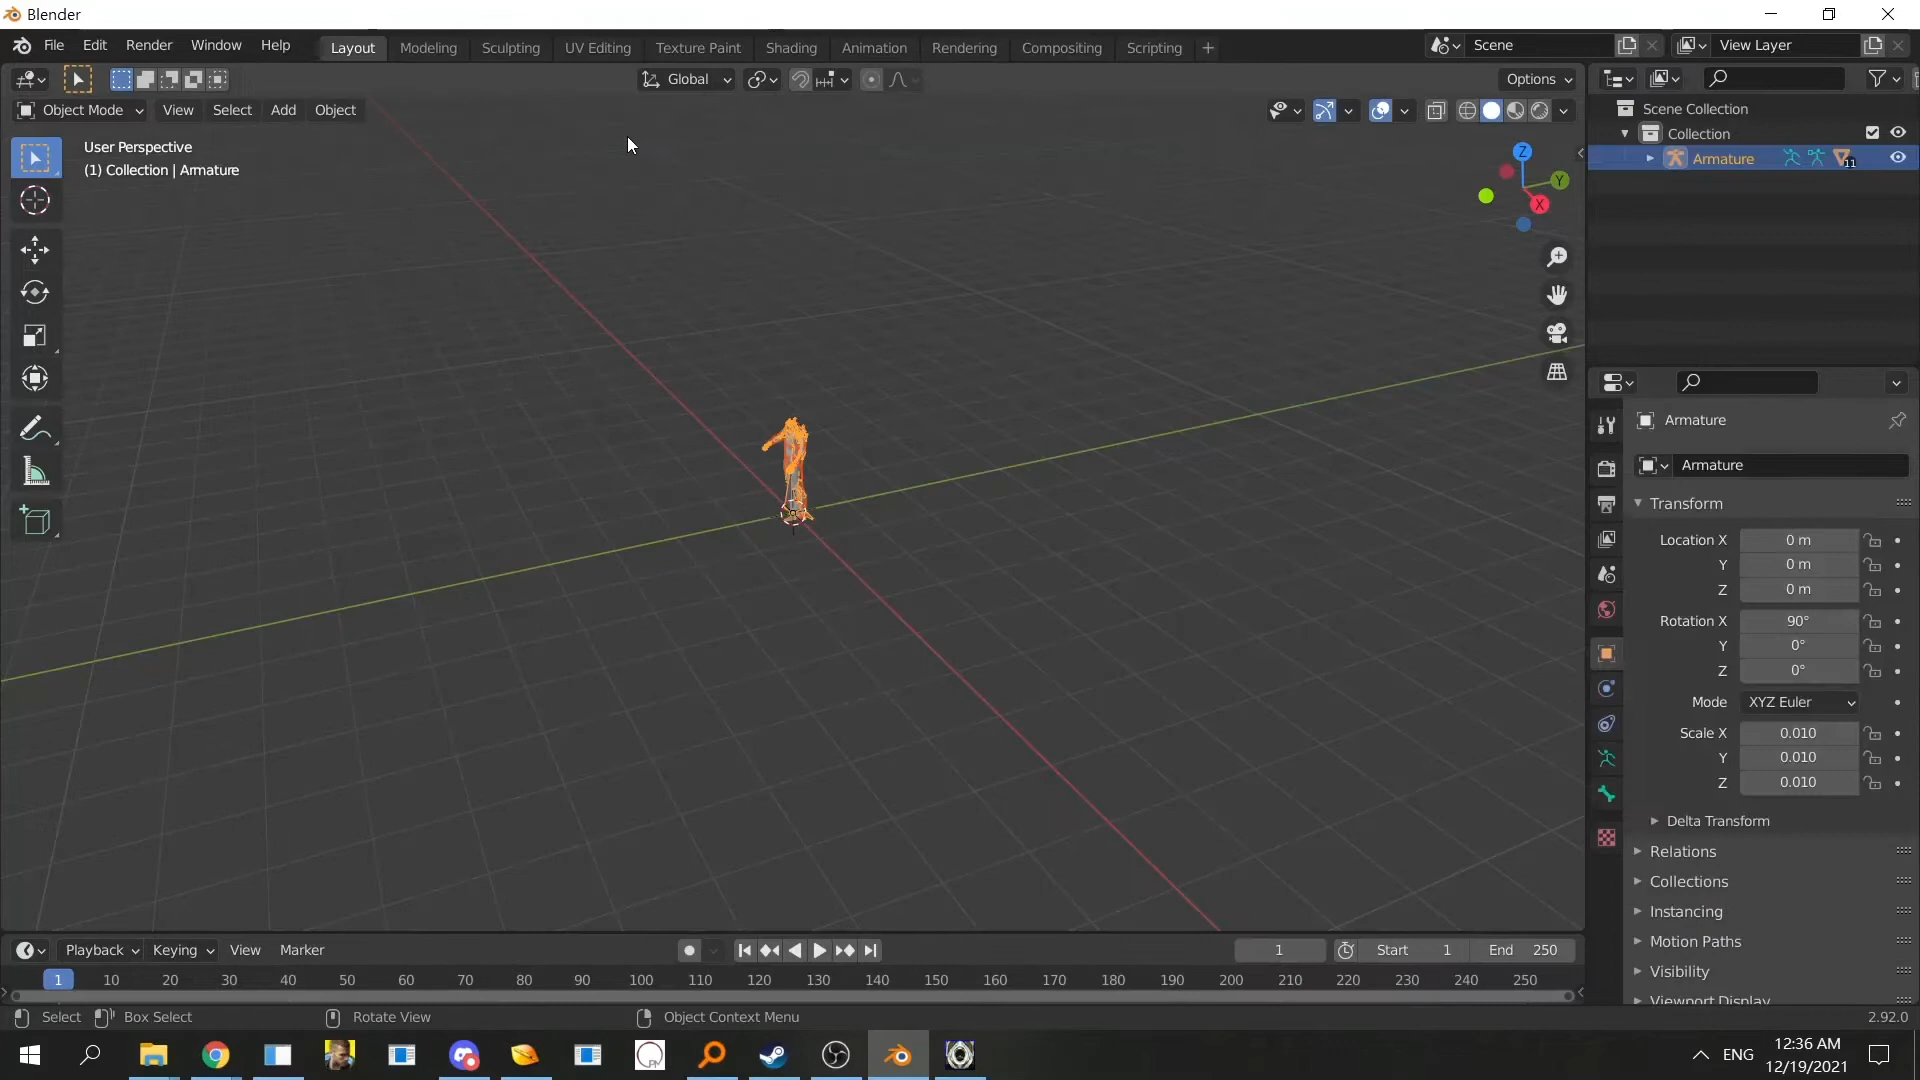 Blender
File Edit Render Window Help Layout Modeling Sculpting UV Editing Texture Paint Shading Animation Rendering Compositing Scripting + Scene View Layer
Global Options
Object Mode View Select Add Object
User Perspective
(1) Collection | Armature
Z
Y
X
Scene Collection
Collection
Armature 11
Armature
Armature
Transform
Location X 0 m
Y 0 m
Z 0 m
Rotation X 90°
Y 0°
Z 0°
Mode XYZ Euler
Scale X 0.010
Y 0.010
Z 0.010
Delta Transform
Relations
Collections
Instancing
Motion Paths
Visibility
Viewport Display
Playback Keying View Marker 1 Start 1 End 250
1 10 20 30 40 50 60 70 80 90 100 110 120 130 140 150 160 170 180 190 200 210 220 230 240 250
Select Box Select Rotate View Object Context Menu 2.92.0
ENG 12:36 AM
12/19/2021